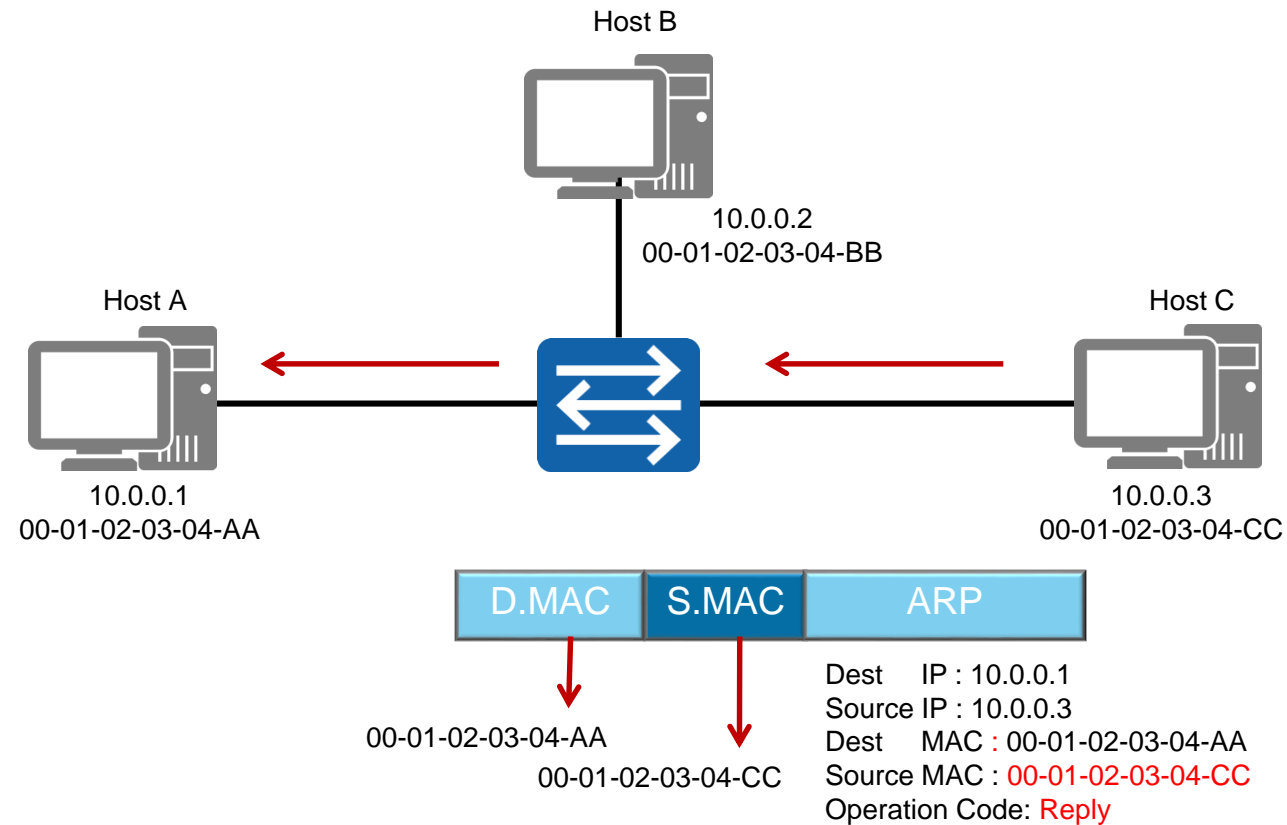 Host B
10.0.0.2
00-01-02-03-04-BB
Host A
Host C
10.0.0.1
00-01-02-03-04-AA
10.0.0.3
00-01-02-03-04-CC
D.MAC S.MAC ARP
Dest IP : 10.0.0.1
Source IP : 10.0.0.3
00-01-02-03-04-AA
Dest MAC : 00-01-02-03-04-AA
00-01-02-03-04-CC
Source MAC : 00-01-02-03-04-CC
Operation Code: Reply